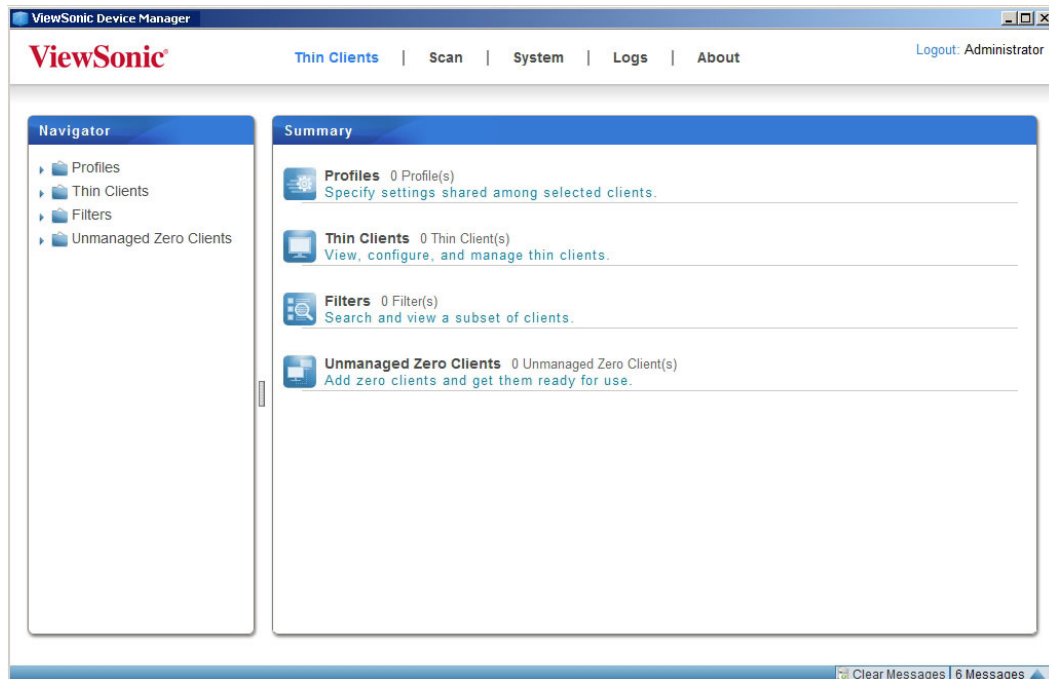 ViewSonic Device Manager
ViewSonic®
Thin Clients | Scan | System | Logs | About
Logout: Administrator
Navigator
Profiles
Thin Clients
Filters
Unmanaged Zero Clients
Summary
Profiles 0 Profile(s)
Specify settings shared among selected clients.
Thin Clients 0 Thin Client(s)
View, configure, and manage thin clients.
Filters 0 Filter(s)
Search and view a subset of clients.
Unmanaged Zero Clients 0 Unmanaged Zero Client(s)
Add zero clients and get them ready for use.
Clear Messages 6 Messages